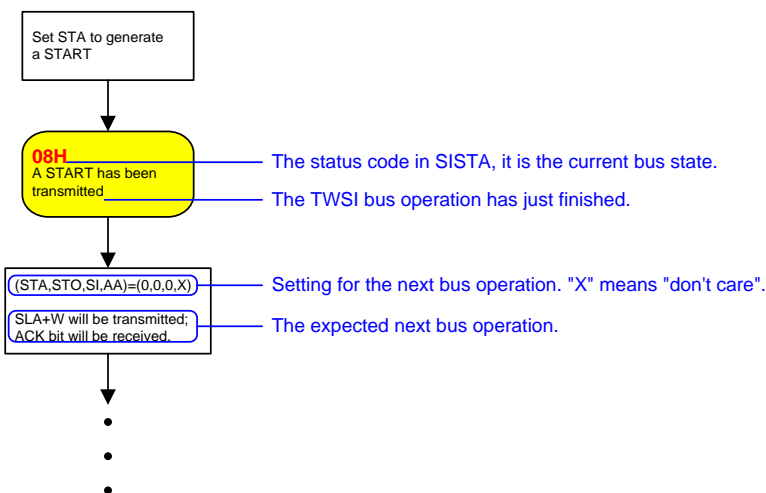 Set STA to generate
a START
08H
A START has been
transmitted
The status code in SISTA, it is the current bus state.
The TWSI bus operation has just finished.
(STA,STO,SI,AA)=(0,0,0,X)
Setting for the next bus operation. "X" means "don't care".
SLA+W will be transmitted;
ACK bit will be received.
The expected next bus operation.